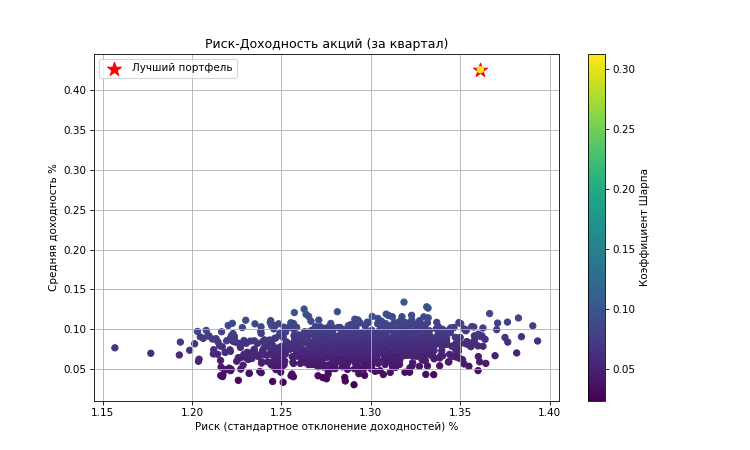 Риск-Доходность акций (за квартал)
Лучший портфель
Средняя доходность %
0.40
0.35
0.30
0.25
0.20
0.15
0.10
0.05
1.15 1.20 1.25 1.30 1.35 1.40
Риск (стандартное отклонение доходностей) %
0.30
0.25
0.20
0.15
0.10
0.05
Коэффициент Шарпа